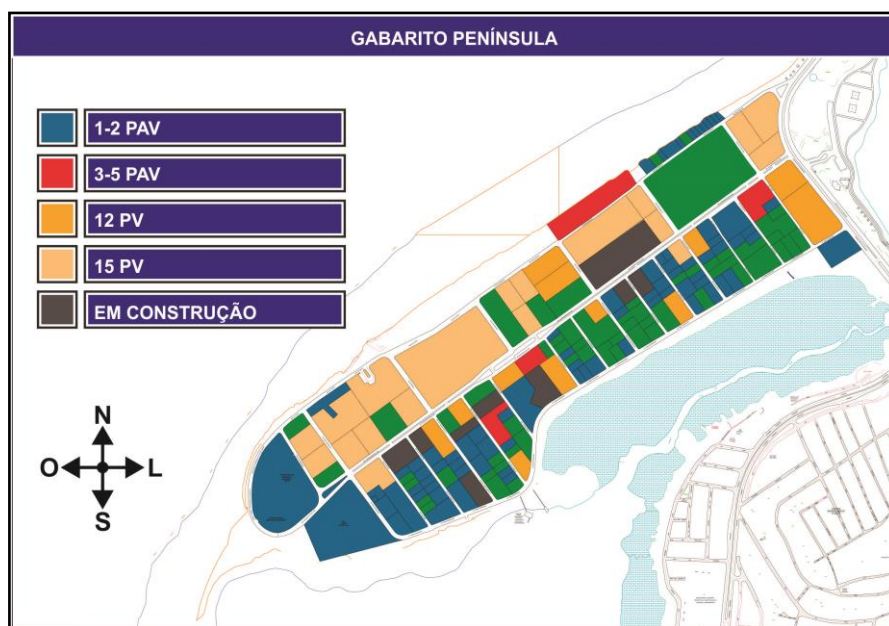 GABARITO PENÍNSULA
1-2 PAV
3-5 PAV
12 PV
15 PV
EM CONSTRUÇÃO
N
O
L
S